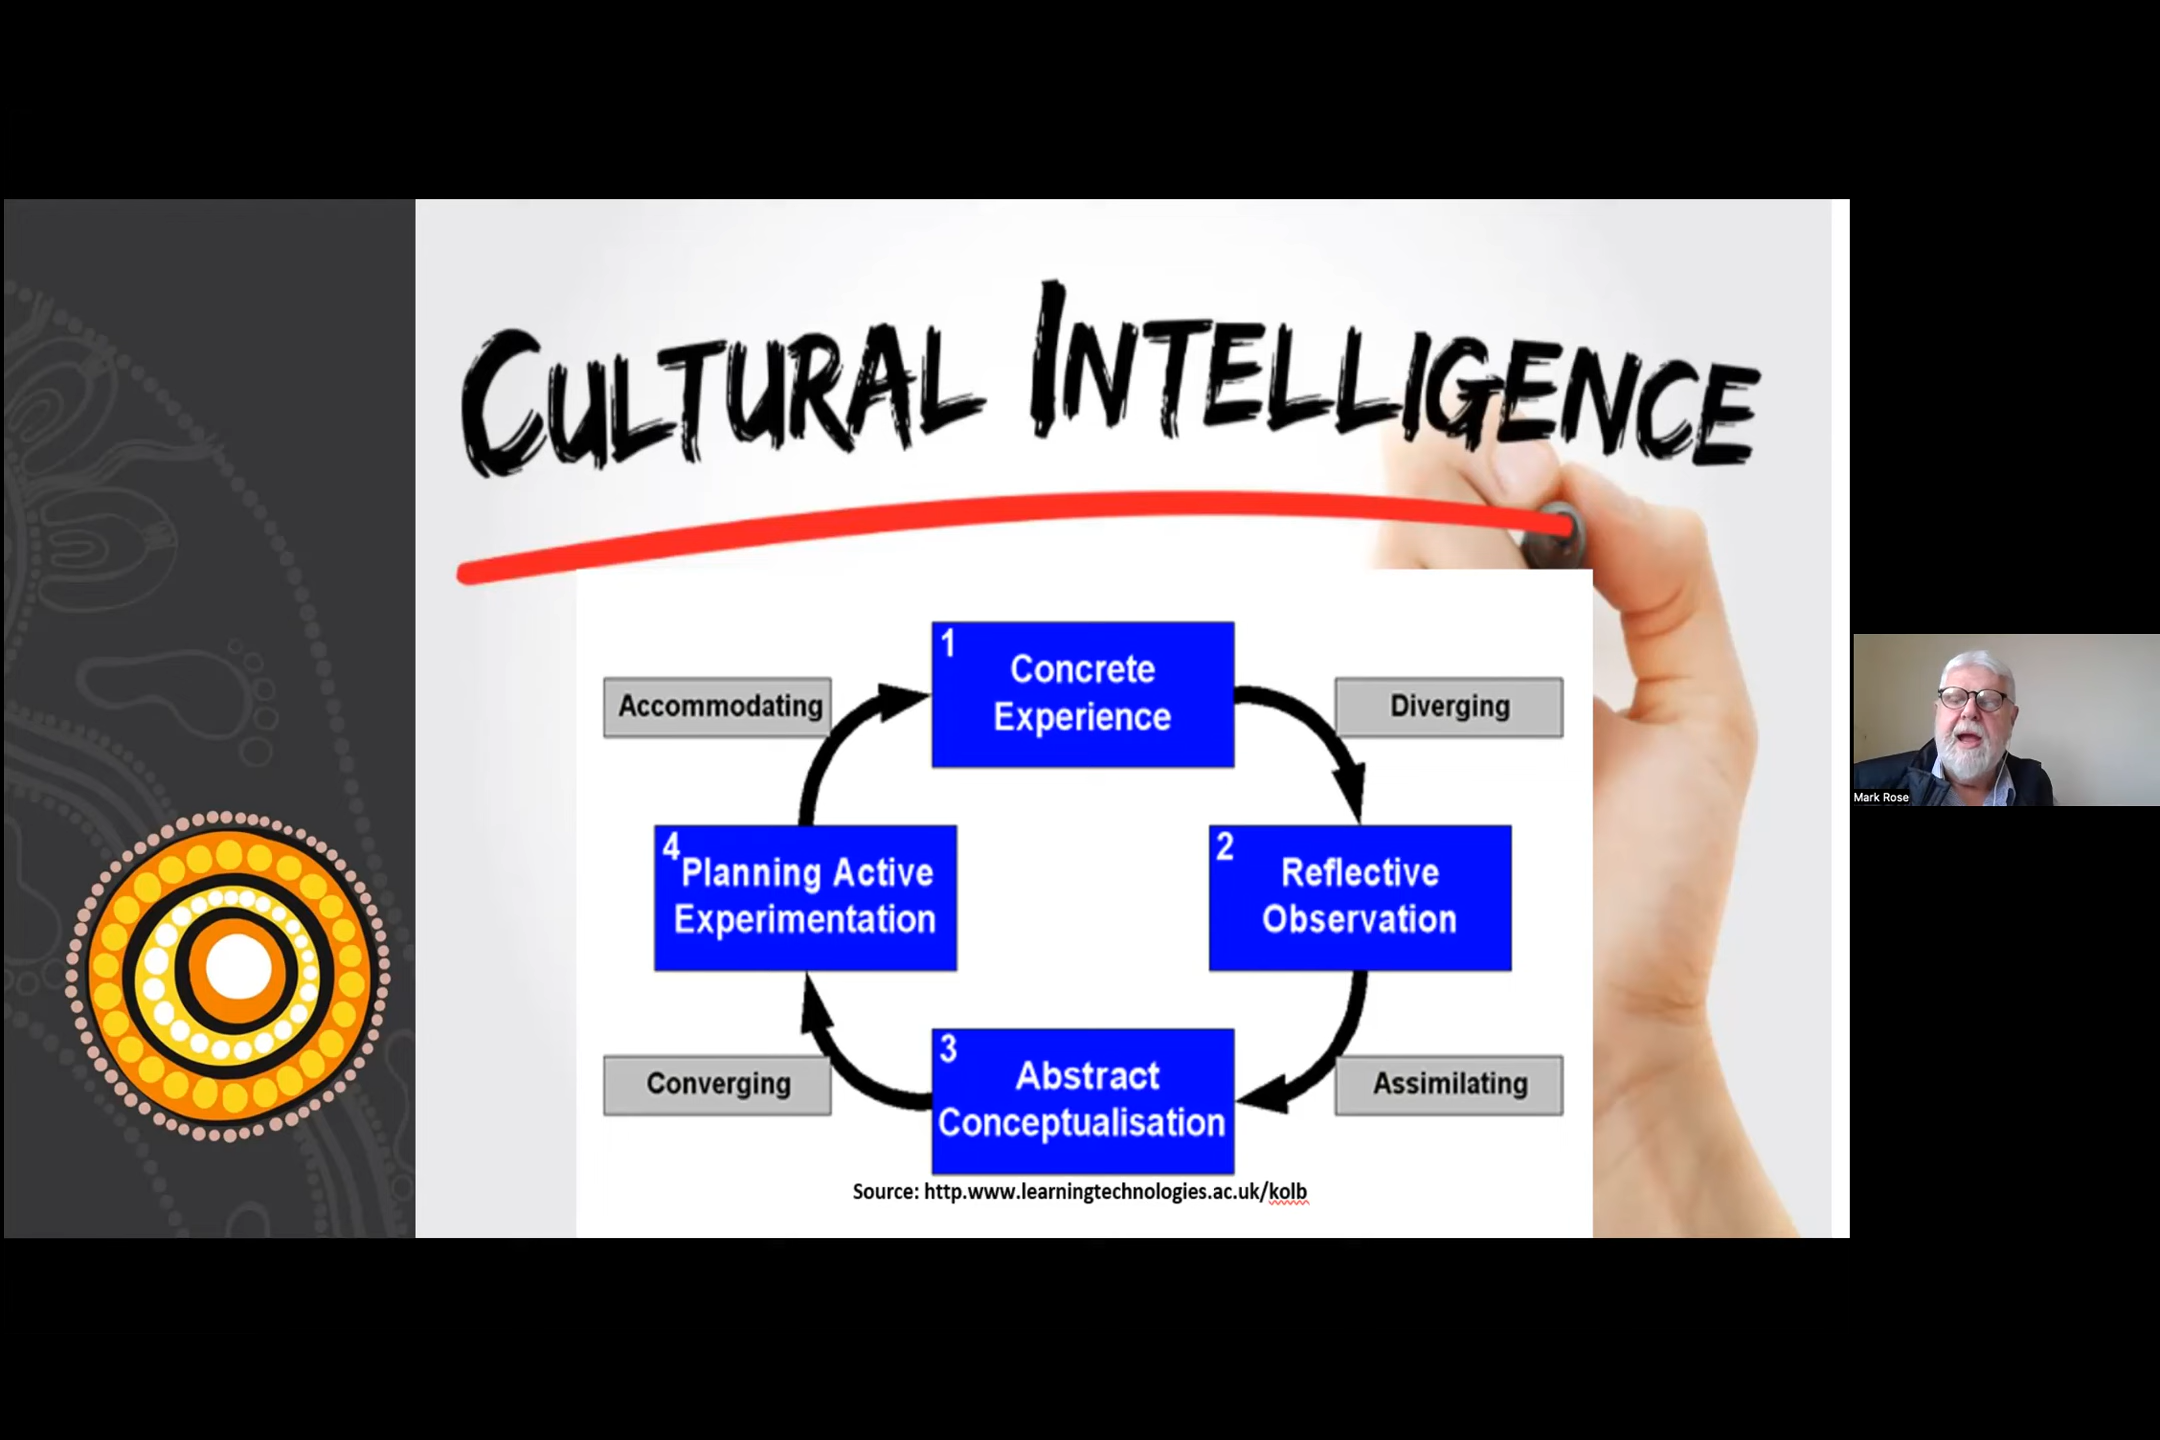 CULTURAL INTELLIGENCE
1
Concrete
Experience
Accommodating
Diverging
4
Planning Active
Experimentation
2
Reflective
Observation
Converging
3
Abstract
Conceptualisation
Assimilating
Source: http.www.learningtechnologies.ac.uk/kolb
Mark Rose